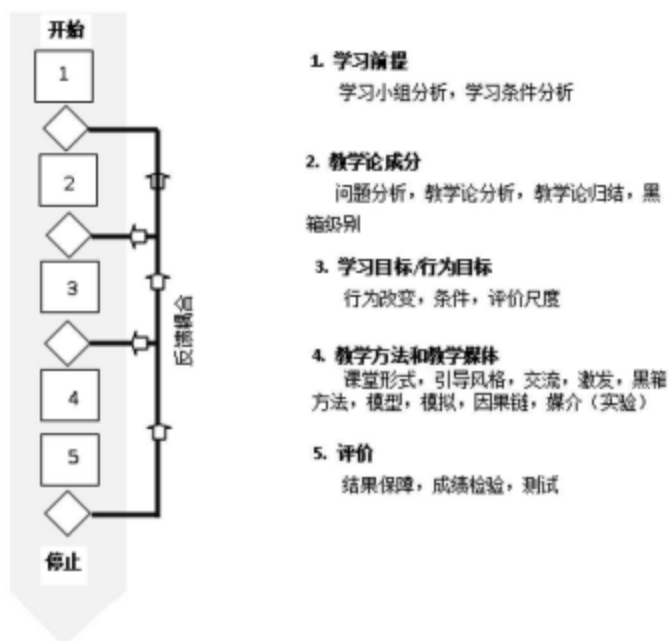 开始
1
2
3
4
5
停止
反馈耦合
1. 学习前提
学习小组分析，学习条件分析
2. 教学论成分
问题分析，教学论分析，教学论归结，黑
箱级别
3. 学习目标/行为目标
行为改变，条件，评价尺度
4. 教学方法和教学媒体
课堂形式，引导风格，交流，激发，黑箱
方法，模型，模拟，因果链，媒介（实验）
5. 评价
结果保障，成绩检验，测试